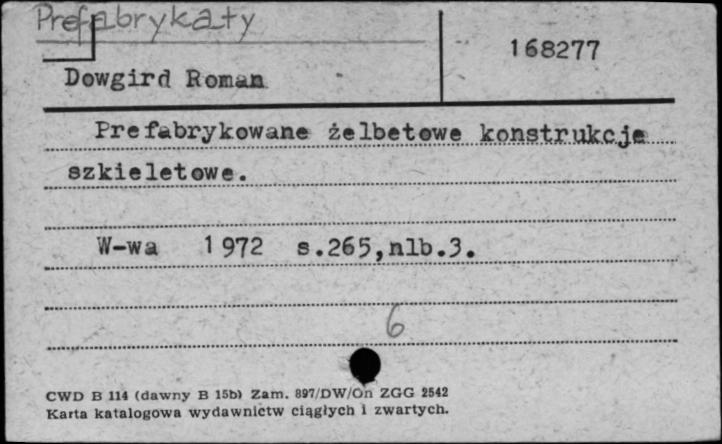 Prefabrykaty
168277
Dowgird Roman
Prefabrykowane żelbetowe konstrukcje
szkieletowe.
W-wa 1972 s.265,nlb.3.
6
CWD B 114 (dawny B 15b) Zam. 897/DW/On ZGG 2542
Karta katalogowa wydawnictw ciągłych i zwartych.